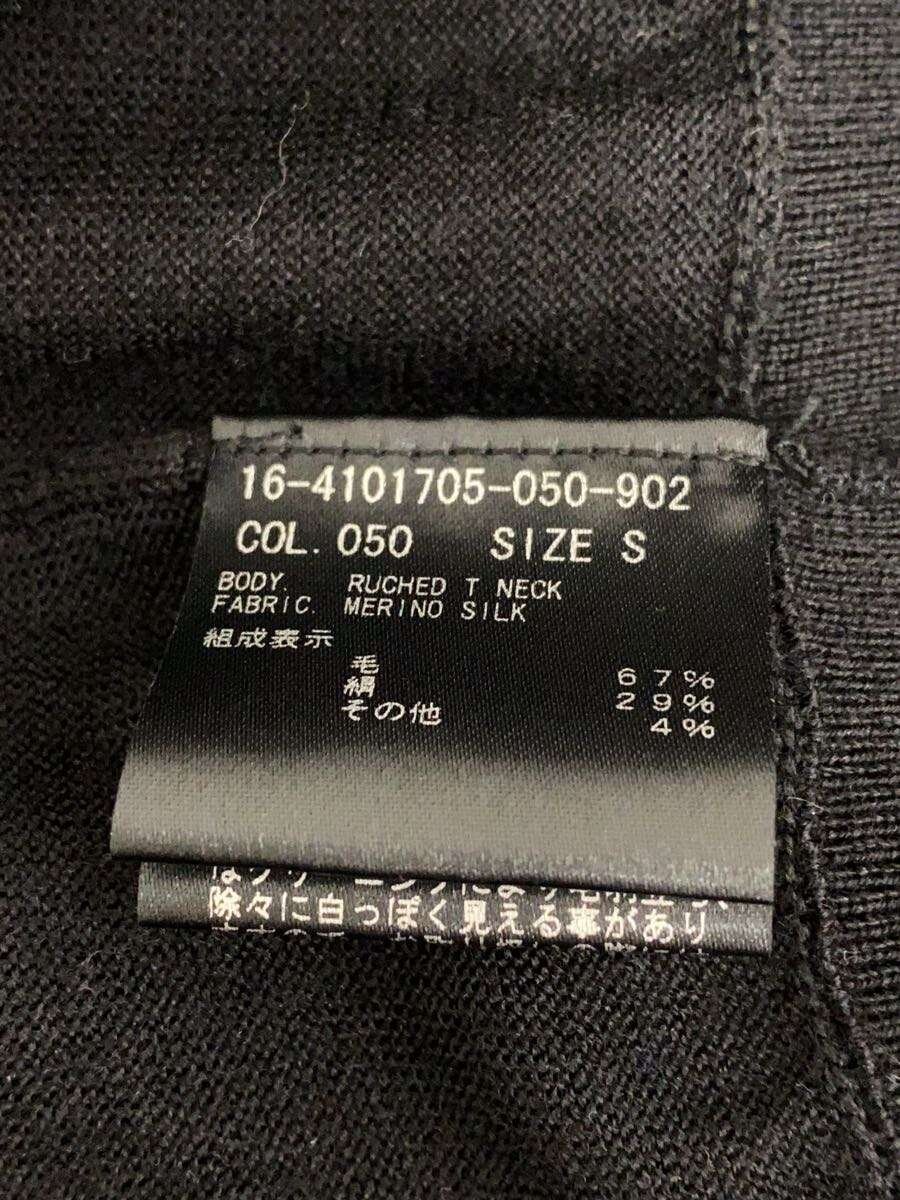 16-4101705-050-902
COL. 050 SIZE S
BODY. RUCHED T NECK
FABRIC. MERINO SILK
組成表示
毛 67%
絹 29%
その他 4%
除々に白っぽく見える事があり